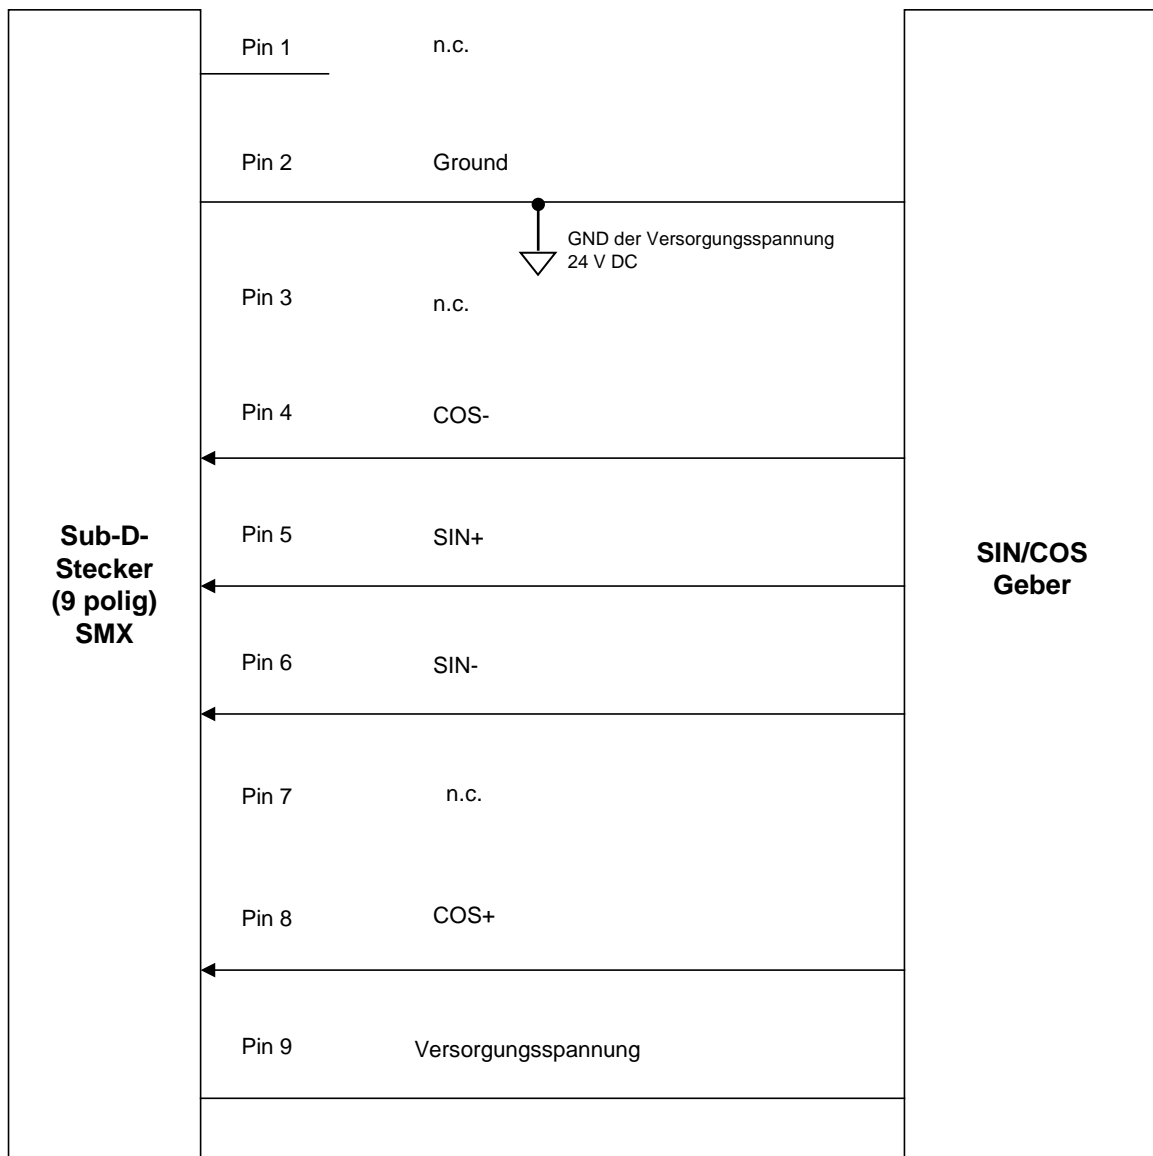 Pin 1 n.c.
Pin 2 Ground
GND der Versorgungsspannung
24 V DC
Pin 3 n.c.
Pin 4 COS-
Sub-D-
Stecker
(9 polig)
SMX
Pin 5 SIN+
SIN/COS
Geber
Pin 6 SIN-
Pin 7 n.c.
Pin 8 COS+
Pin 9 Versorgungsspannung